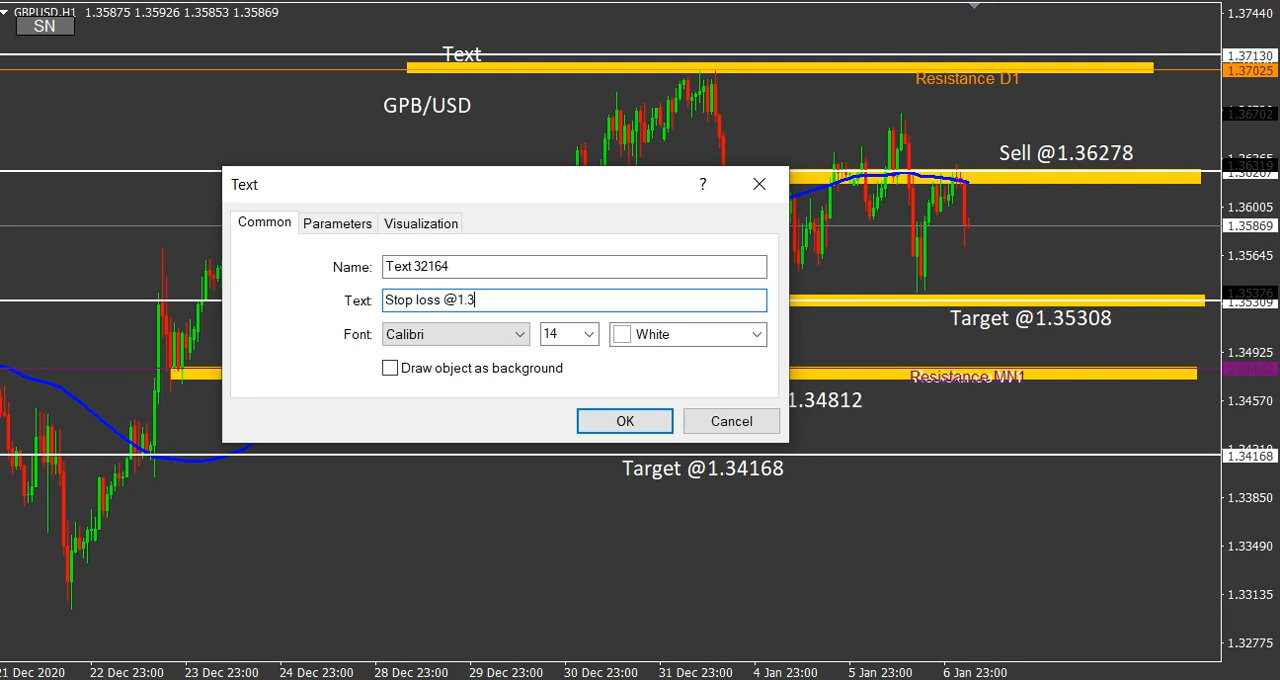 GBPUSD,H1 1.35875 1.35926 1.35853 1.35869
SN
1.37440
Text
1.37130
1.37025
Resistance D1
GPB/USD
1.36702
Sell @1.36278
1.36319
Text
?
Common
Parameters
Visualization
1.36005
1.35869
Name: Text 32164
1.35645
Text: Stop loss @1.3
1.35376
1.35309
Target @1.35308
Font: Calibri 14 White
1.34925
Draw object as background
Resistance MN1
1.34812
1.34570
OK
Cancel
1.34168
Target @1.34168
1.33850
1.33490
1.33135
1.32775
21 Dec 2020
22 Dec 23:00
23 Dec 23:00
24 Dec 23:00
28 Dec 23:00
29 Dec 23:00
30 Dec 23:00
31 Dec 23:00
4 Jan 23:00
5 Jan 23:00
6 Jan 23:00